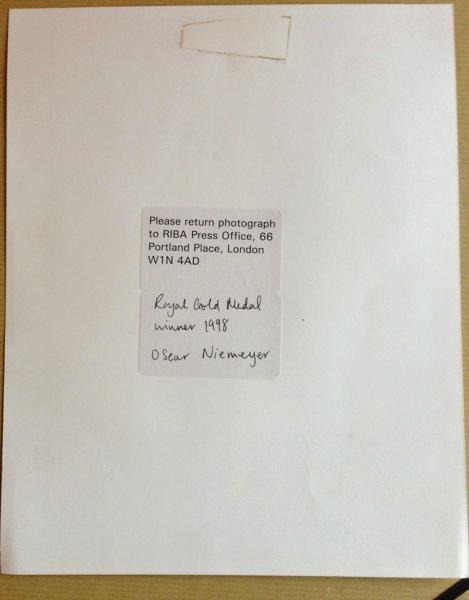 Please return photograph
to RIBA Press Office, 66
Portland Place, London
W1N 4AD
Royal Gold Medal
winner 1998
Oscar Niemeyer